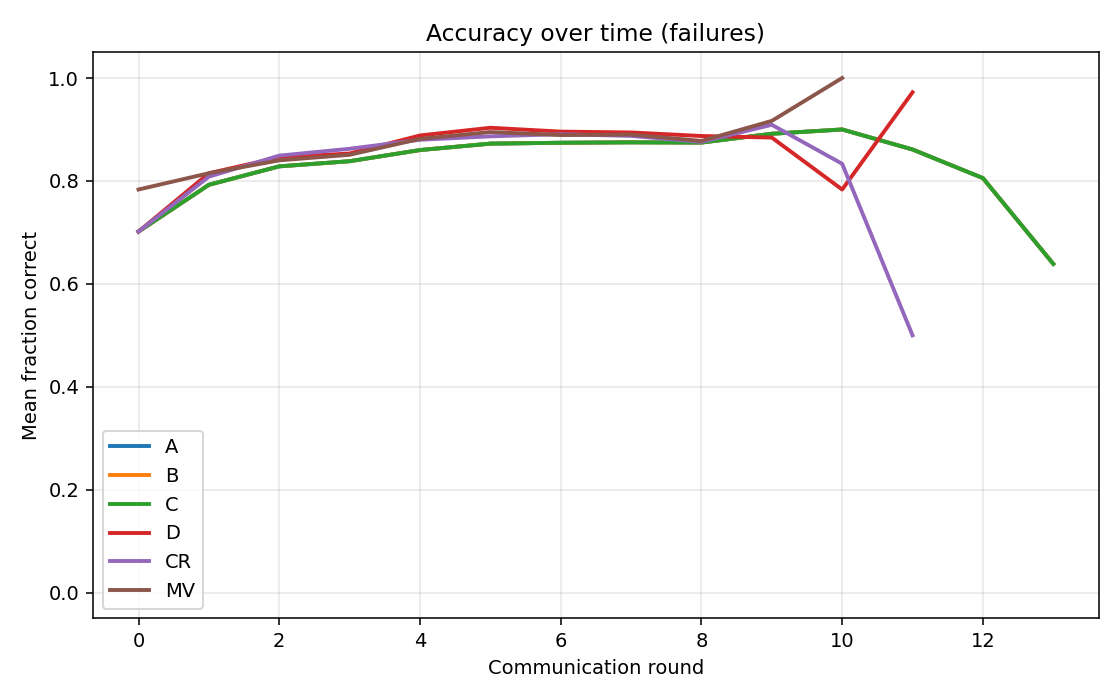 Accuracy over time (failures)
1.0
0.8
0.6
0.4
0.2
0.0
Mean fraction correct
A
B
C
D
CR
MV
0 2 4 6 8 10 12
Communication round